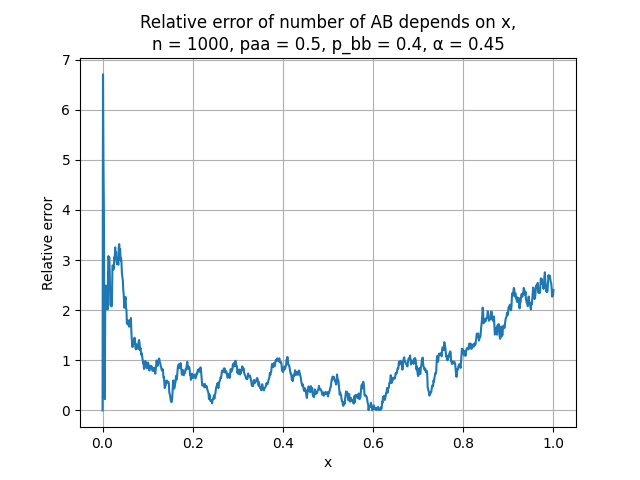 Relative error of number of AB depends on x,
n = 1000, paa = 0.5, p_bb = 0.4, α = 0.45
7
6
5
4
3
2
1
0
Relative error
0.0 0.2 0.4 0.6 0.8 1.0
x